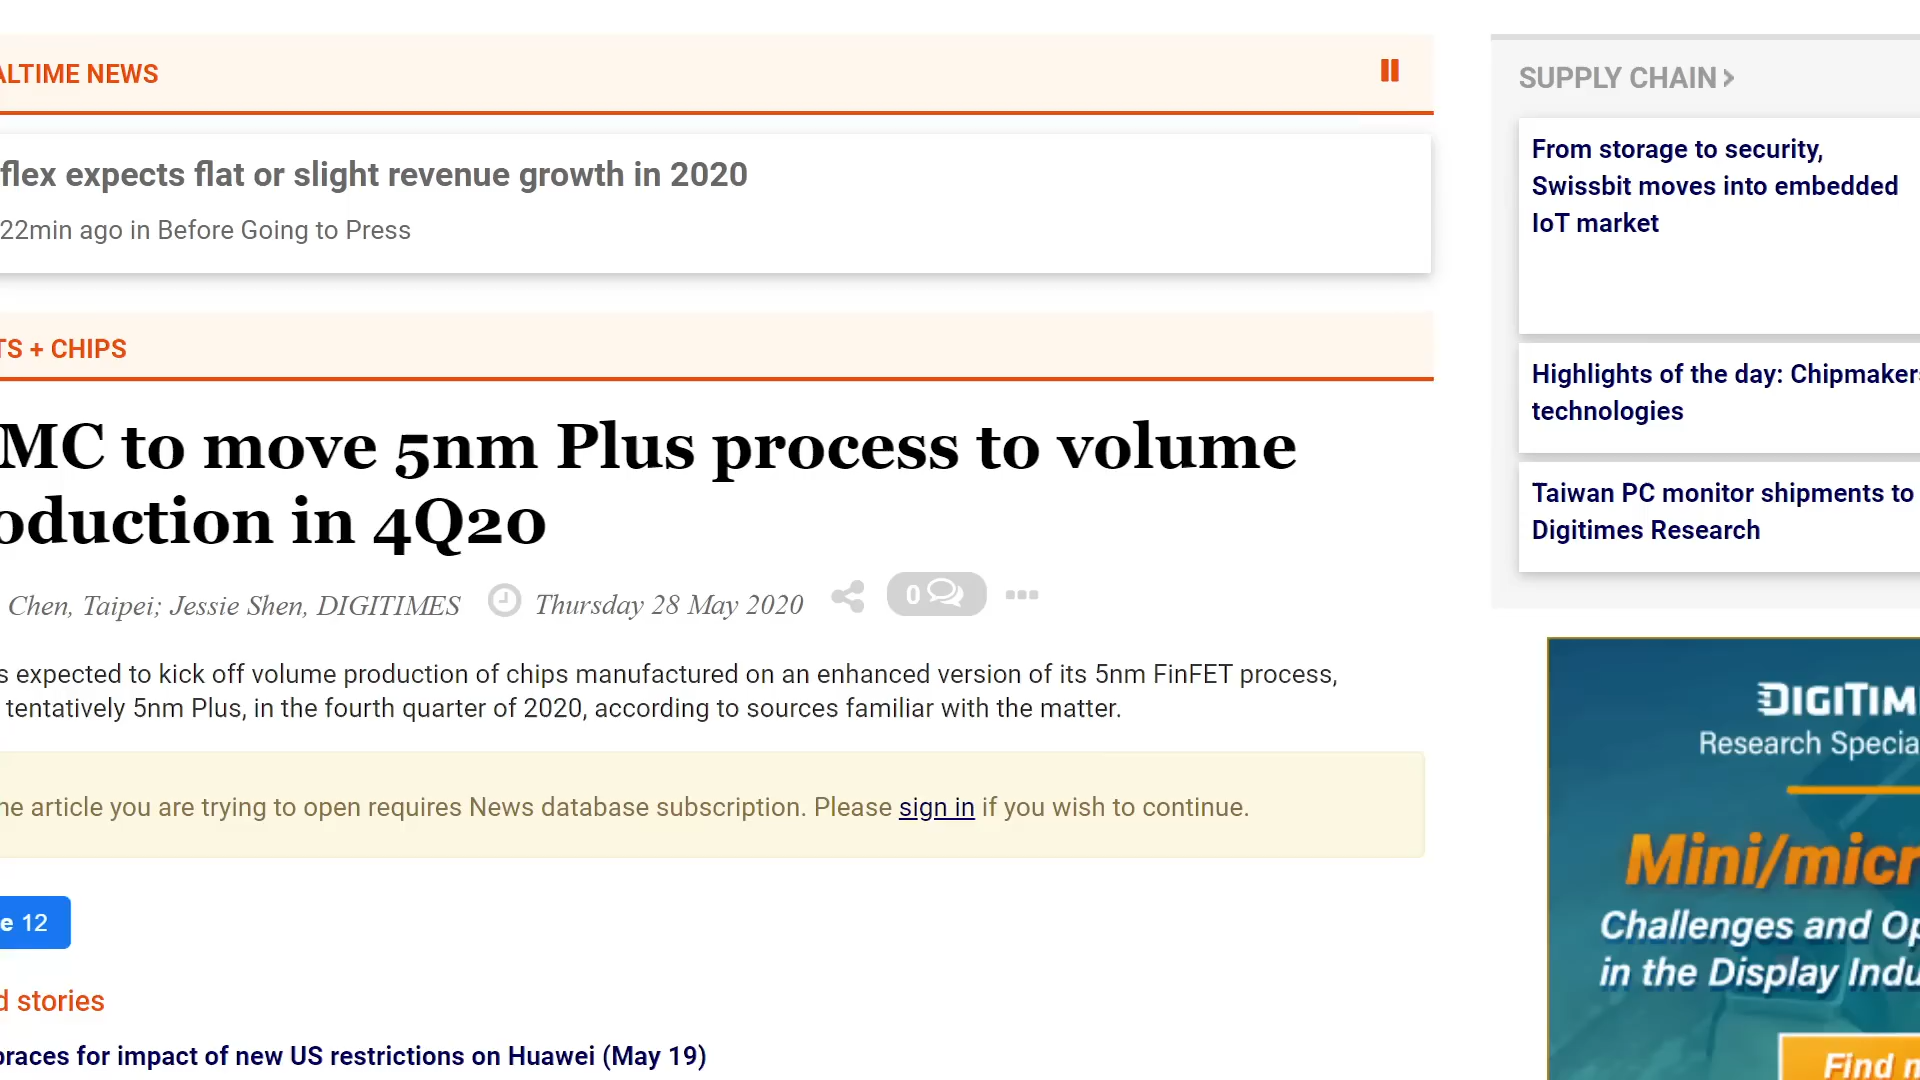 ALTIME NEWS
flex expects flat or slight revenue growth in 2020
22min ago in Before Going to Press
TS + CHIPS
MC to move 5nm Plus process to volume
oduction in 4Q20
Chen, Taipei; Jessie Shen, DIGITIMES Thursday 28 May 2020 0
s expected to kick off volume production of chips manufactured on an enhanced version of its 5nm FinFET process,
tentatively 5nm Plus, in the fourth quarter of 2020, according to sources familiar with the matter.
he article you are trying to open requires News database subscription. Please sign in if you wish to continue.
e 12
d stories
braces for impact of new US restrictions on Huawei (May 19)
SUPPLY CHAIN
From storage to security,
Swissbit moves into embedded
IoT market
Highlights of the day: Chipmakers
technologies
Taiwan PC monitor shipments to
Digitimes Research
DIGITIM
Research Specia
Mini/micr
Challenges and Op
in the Display Indu
Find m